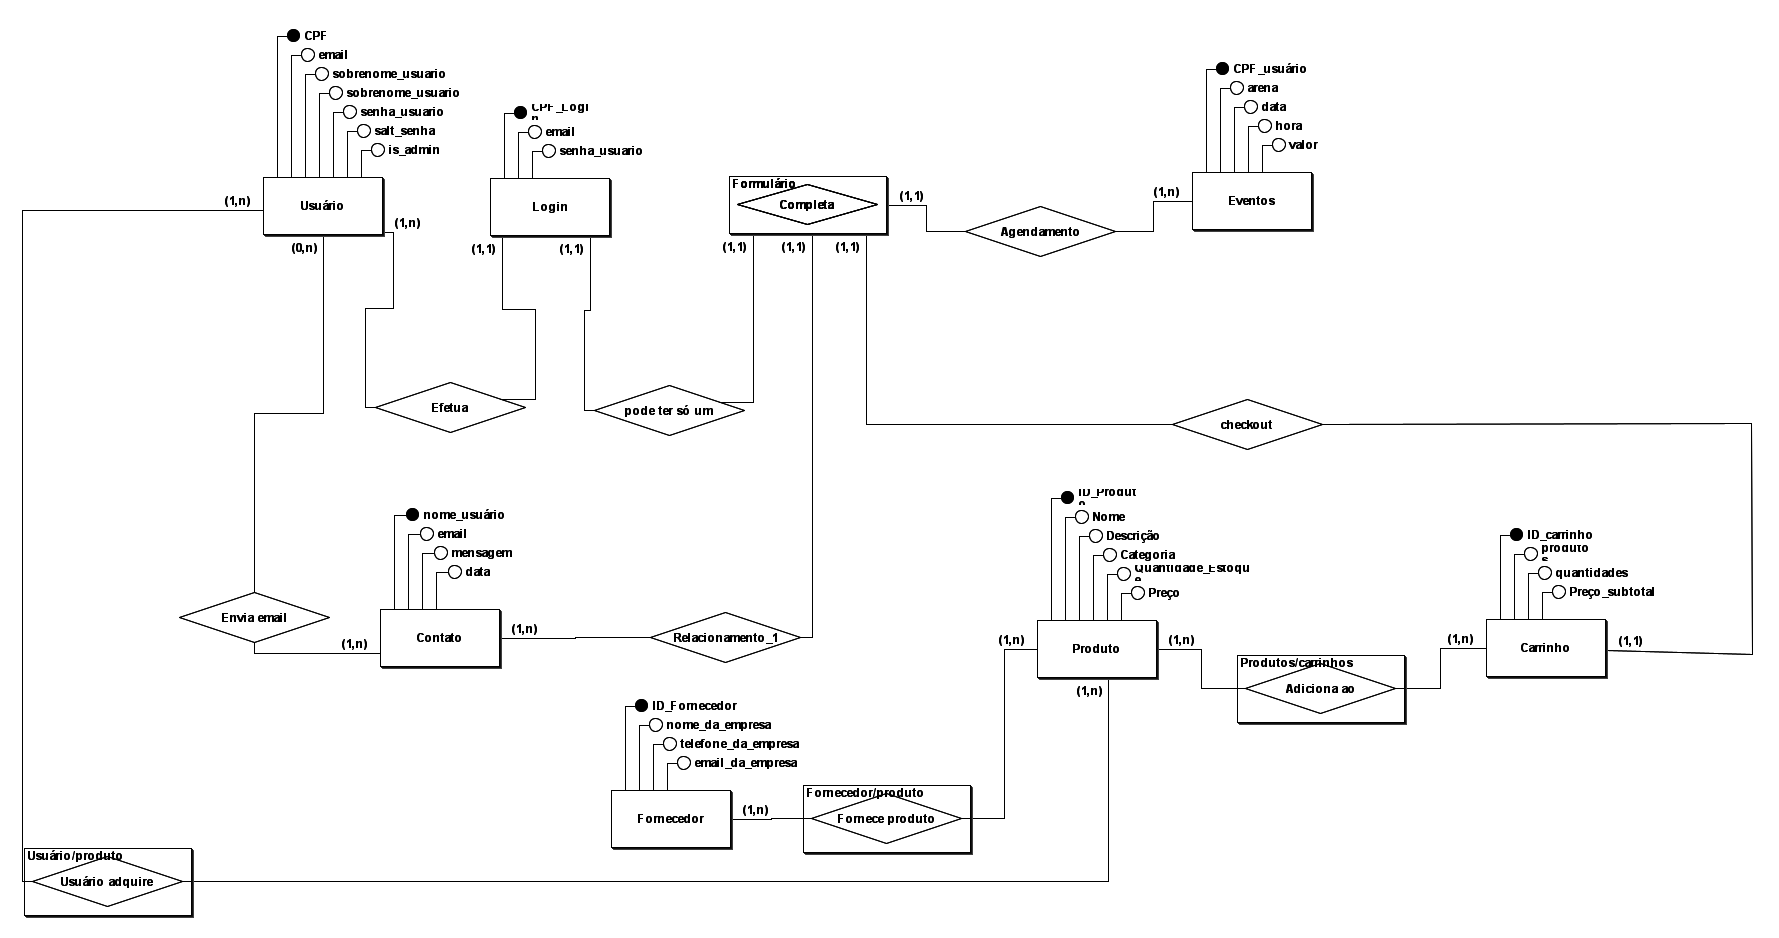 CPF
email
sobrenome_usuario
sobrenome_usuario
senha_usuario
salt_senha
is_admin
Usuário
(1,n)
(1,n)
(0,n)
CPF_Logi
n
email
senha_usuario
Login
(1,1)
(1,1)
Formulário
Completa
(1,1)
(1,1)
(1,1)
(1,1)
Agendamento
(1,n)
CPF_usuário
arena
data
hora
valor
Eventos
Efetua
pode ter só um
checkout
nome_usuário
email
mensagem
data
Envia email
(1,n)
Contato
(1,n)
Relacionamento_1
ID_Produt
o
Nome
Descrição
Categoria
Quantidade_Estoqu
e
Preço
(1,n)
Produto
(1,n)
(1,n)
Produtos/carrinhos
Adiciona ao
(1,n)
ID_carrinho
produto
s
quantidades
Preço_subtotal
Carrinho
(1,1)
ID_Fornecedor
nome_da_empresa
telefone_da_empresa
email_da_empresa
Fornecedor
(1,n)
Fornecedor/produto
Fornece produto
Usuário/produto
Usuário adquire